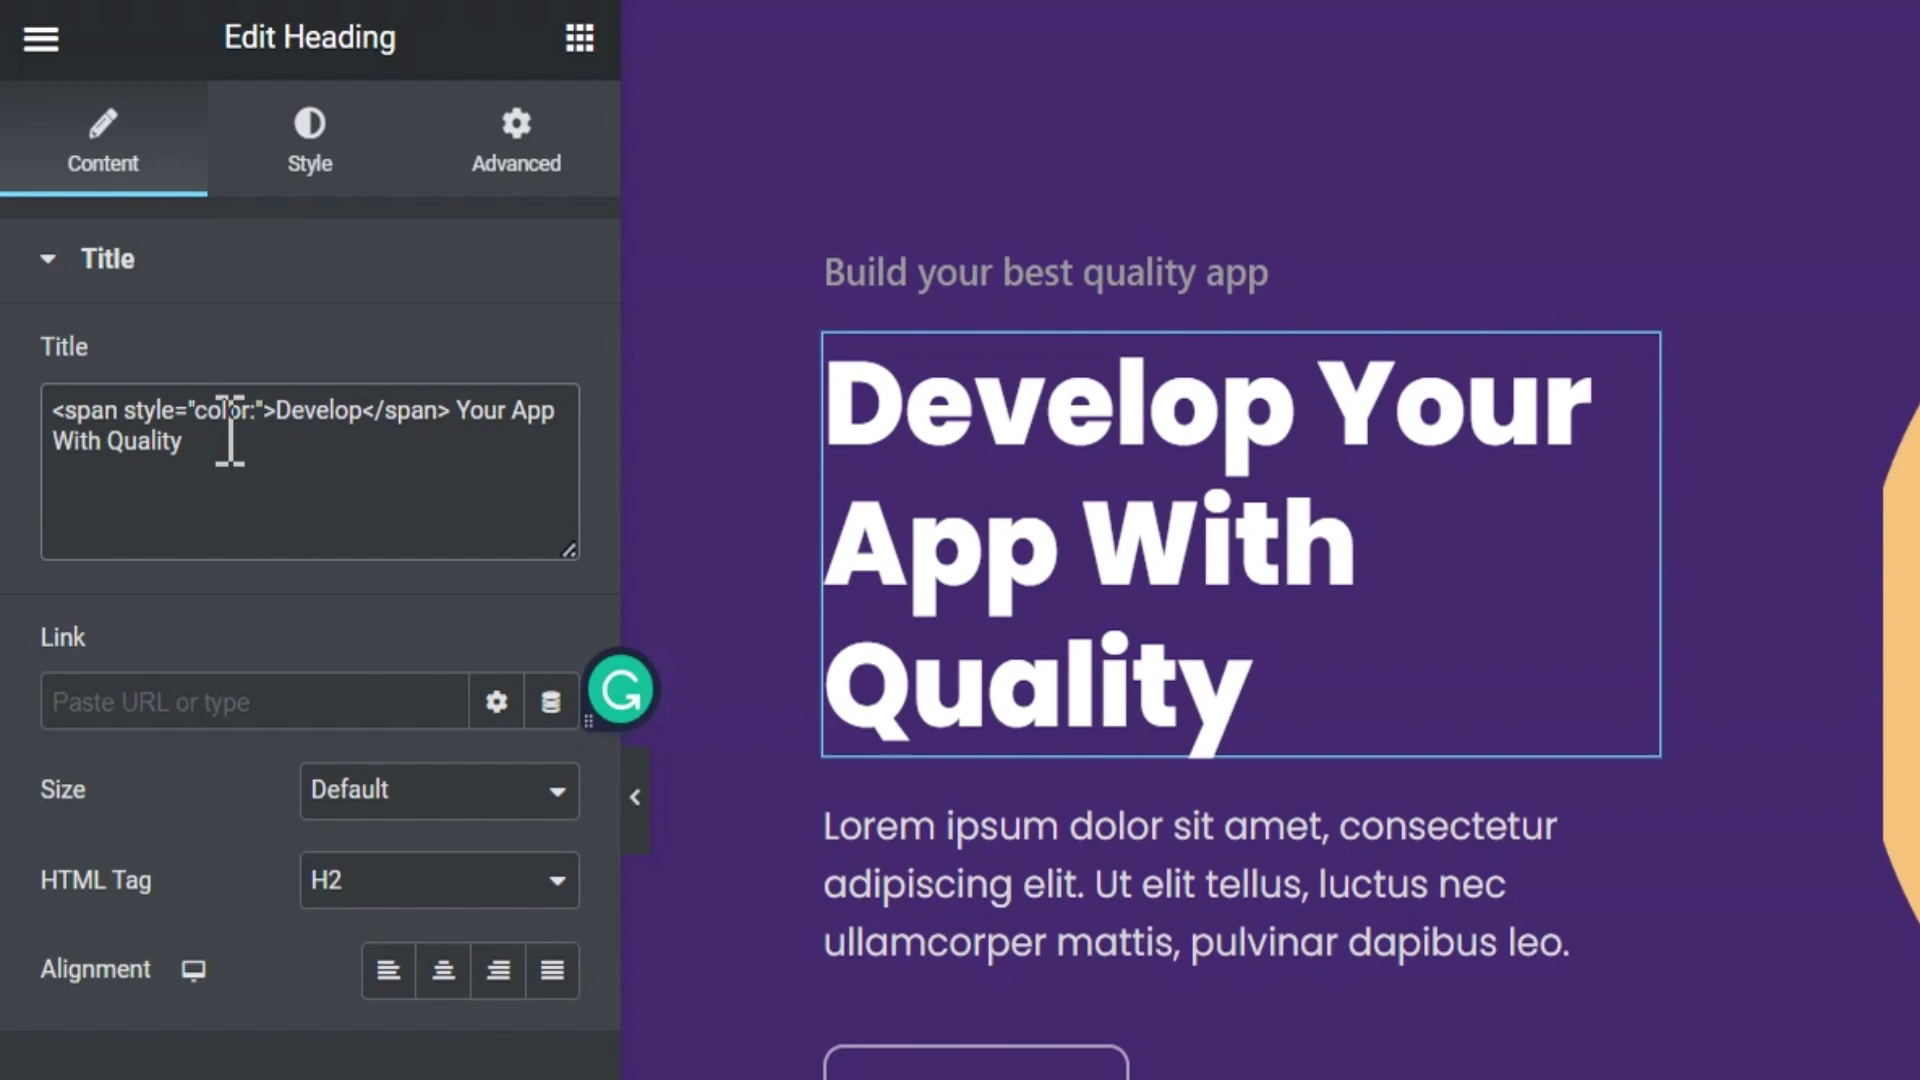 Edit Heading
Content
Style
Advanced
Title
Title
<span style="color:">Develop</span> Your App
With Quality
Link
Paste URL or type
Size
Default
HTML Tag
H2
Alignment
G
Build your best quality app
Develop Your
App With
Quality
Lorem ipsum dolor sit amet, consectetur
adipiscing elit. Ut elit tellus, luctus nec
ullamcorper mattis, pulvinar dapibus leo.